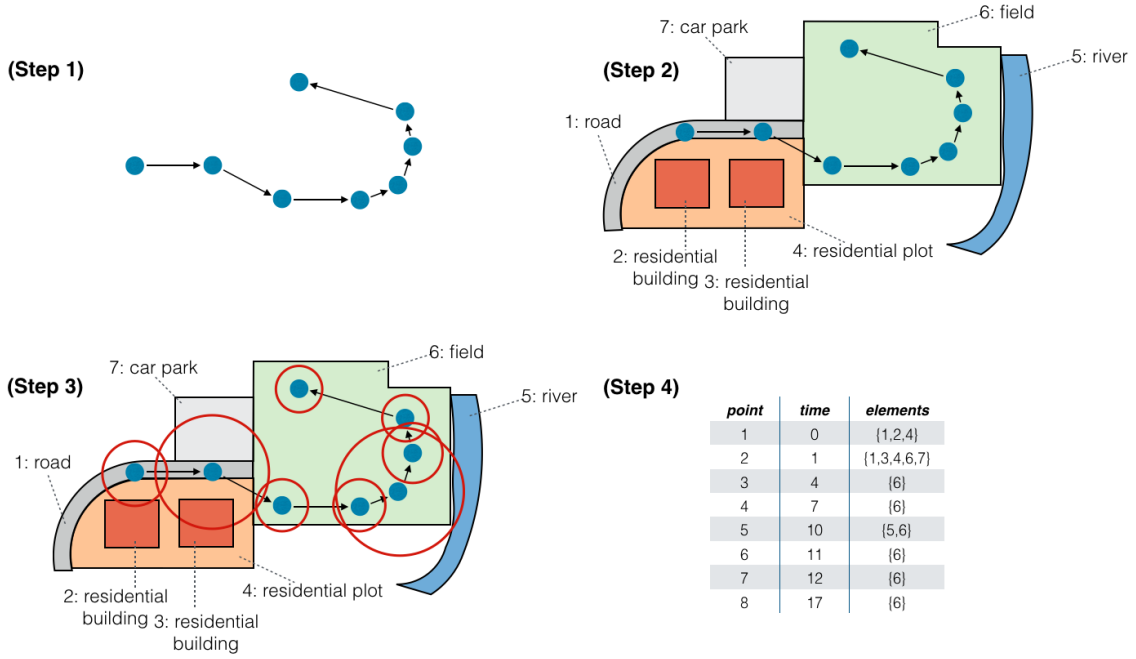 (Step 1)
(Step 2)
7: car park
6: field
5: river
1: road
4: residential plot
2: residential
building
3: residential
building
(Step 3)
7: car park
6: field
5: river
1: road
4: residential plot
2: residential
building
3: residential
building
(Step 4)
point time elements
1 0 {1,2,4}
2 1 {1,3,4,6,7}
3 4 {6}
4 7 {6}
5 10 {5,6}
6 11 {6}
7 12 {6}
8 17 {6}